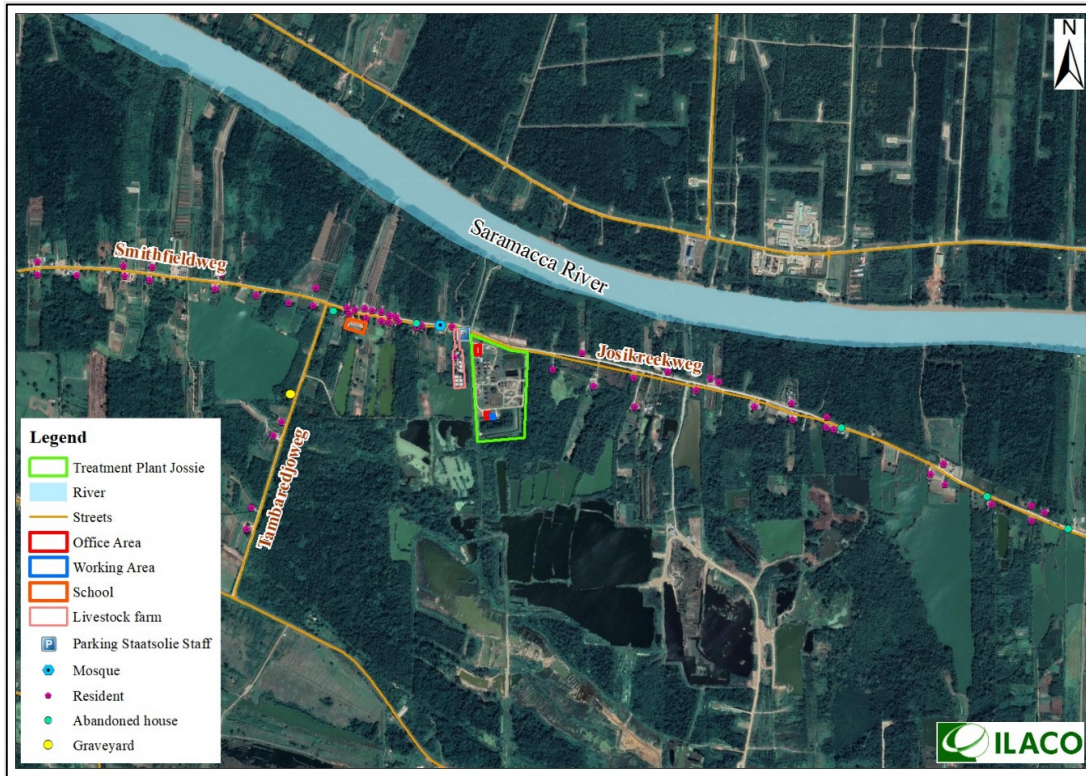 N
Smithfieldweg
Saramacca River
P
Josikreekweg
Tambaredjoweg
Legend
Treatment Plant Jossie
River
Streets
Office Area
Working Area
School
Livestock farm
P Parking Staatsolie Staff
Mosque
Resident
Abandoned house
Graveyard
ILACO